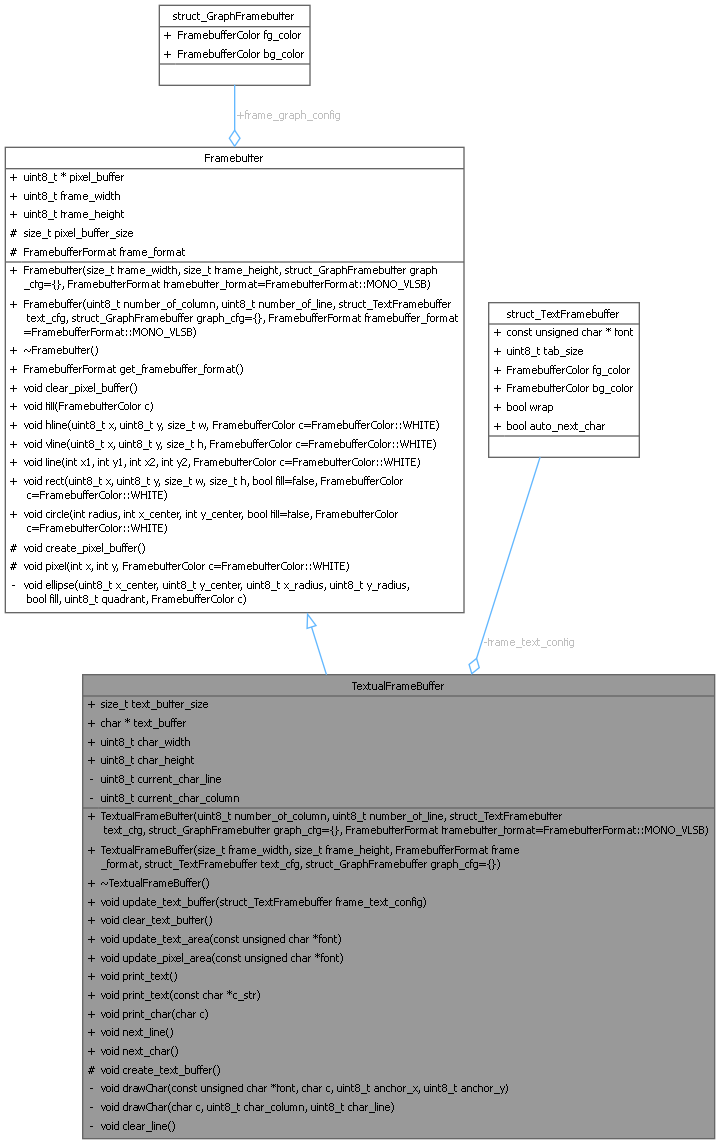 struct_GraphFramebuffer
+ FramebufferColor fg_color
+ FramebufferColor bg_color
+frame_graph_config
Framebuffer
+ uint8_t * pixel_buffer
+ uint8_t frame_width
+ uint8_t frame_height
# size_t pixel_buffer_size
# FramebufferFormat frame_format
+ Framebuffer(size_t frame_width, size_t frame_height, struct_GraphFramebuffer graph
_cfg={}, FramebufferFormat framebuffer_format=FramebufferFormat::MONO_VLSB)
+ Framebuffer(uint8_t number_of_column, uint8_t number_of_line, struct_TextFramebuffer
text_cfg, struct_GraphFramebuffer graph_cfg={}, FramebufferFormat framebuffer_format
=FramebufferFormat::MONO_VLSB)
+ ~Framebuffer()
+ FramebufferFormat get_framebuffer_format()
+ void clear_pixel_buffer()
+ void fill(FramebufferColor c)
+ void hline(uint8_t x, uint8_t y, size_t w, FramebufferColor c=FramebufferColor::WHITE)
+ void vline(uint8_t x, uint8_t y, size_t h, FramebufferColor c=FramebufferColor::WHITE)
+ void line(int x1, int y1, int x2, int y2, FramebufferColor c=FramebufferColor::WHITE)
+ void rect(uint8_t x, uint8_t y, size_t w, size_t h, bool fill=false, FramebufferColor
c=FramebufferColor::WHITE)
+ void circle(int radius, int x_center, int y_center, bool fill=false, FramebufferColor
c=FramebufferColor::WHITE)
# void create_pixel_buffer()
# void pixel(int x, int y, FramebufferColor c=FramebufferColor::WHITE)
- void ellipse(uint8_t x_center, uint8_t y_center, uint8_t x_radius, uint8_t y_radius,
bool fill, uint8_t quadrant, FramebufferColor c)
struct_TextFramebuffer
+ const unsigned char * font
+ uint8_t tab_size
+ FramebufferColor fg_color
+ FramebufferColor bg_color
+ bool wrap
+ bool auto_next_char
-frame_text_config
TextualFrameBuffer
+ size_t text_buffer_size
+ char * text_buffer
+ uint8_t char_width
+ uint8_t char_height
- uint8_t current_char_line
- uint8_t current_char_column
+ TextualFrameBuffer(uint8_t number_of_column, uint8_t number_of_line, struct_TextFramebuffer
text_cfg, struct_GraphFramebuffer graph_cfg={}, FramebufferFormat framebuffer_format=FramebufferFormat::MONO_VLSB)
+ TextualFrameBuffer(size_t frame_width, size_t frame_height, FramebufferFormat frame
_format, struct_TextFramebuffer text_cfg, struct_GraphFramebuffer graph_cfg={})
+ ~TextualFrameBuffer()
+ void update_text_buffer(struct_TextFramebuffer frame_text_config)
+ void clear_text_buffer()
+ void update_text_area(const unsigned char *font)
+ void update_pixel_area(const unsigned char *font)
+ void print_text()
+ void print_text(const char *c_str)
+ void print_char(char c)
+ void next_line()
+ void next_char()
# void create_text_buffer()
- void drawChar(const unsigned char *font, char c, uint8_t anchor_x, uint8_t anchor_y)
- void drawChar(char c, uint8_t char_column, uint8_t char_line)
- void clear_line()